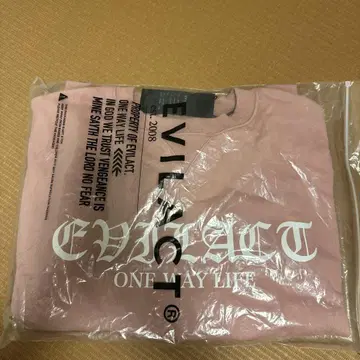 PROPERTY OF EVILACT.
ONE WAY LIFE
IN GOD WE TRUST VENGEANCE IS
MINE SAYTH THE LORD NO FEAR
2008
EVILACT®
EVILACT
ONE WAY LIFE